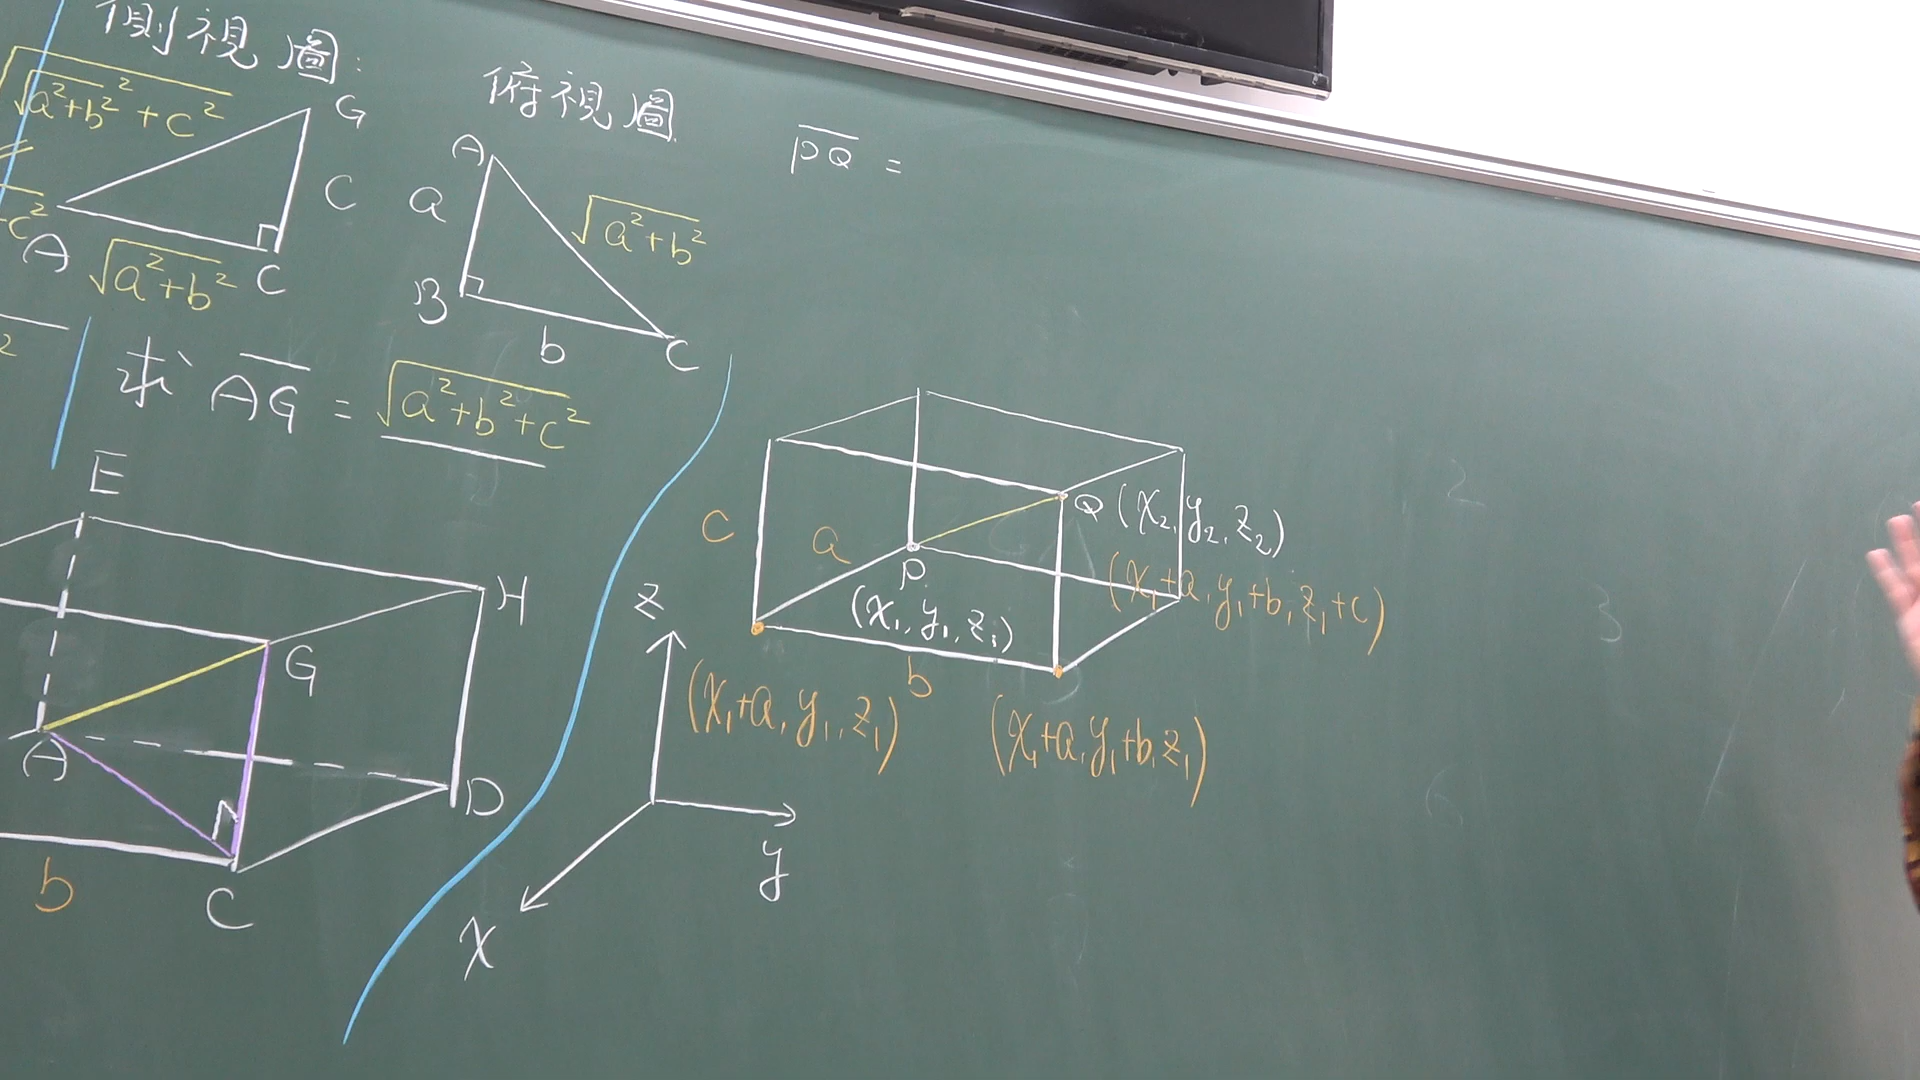 側視圖:
√(√(a²+b²)²+c²)
G
C
A
√(a²+b²)
C
俯視圖
A
a
√(a²+b²)
B
b
C
求 AG = √(a²+b²+c²)
E
H
G
A
D
b
C
PQ =
c
a
Q (x₂, y₂, z₂)
(x₁+a, y₁+b, z₁+c)
P
(x₁, y₁, z₁)
b
(x₁+a, y₁, z₁)
(x₁+a, y₁+b, z₁)
z
y
x